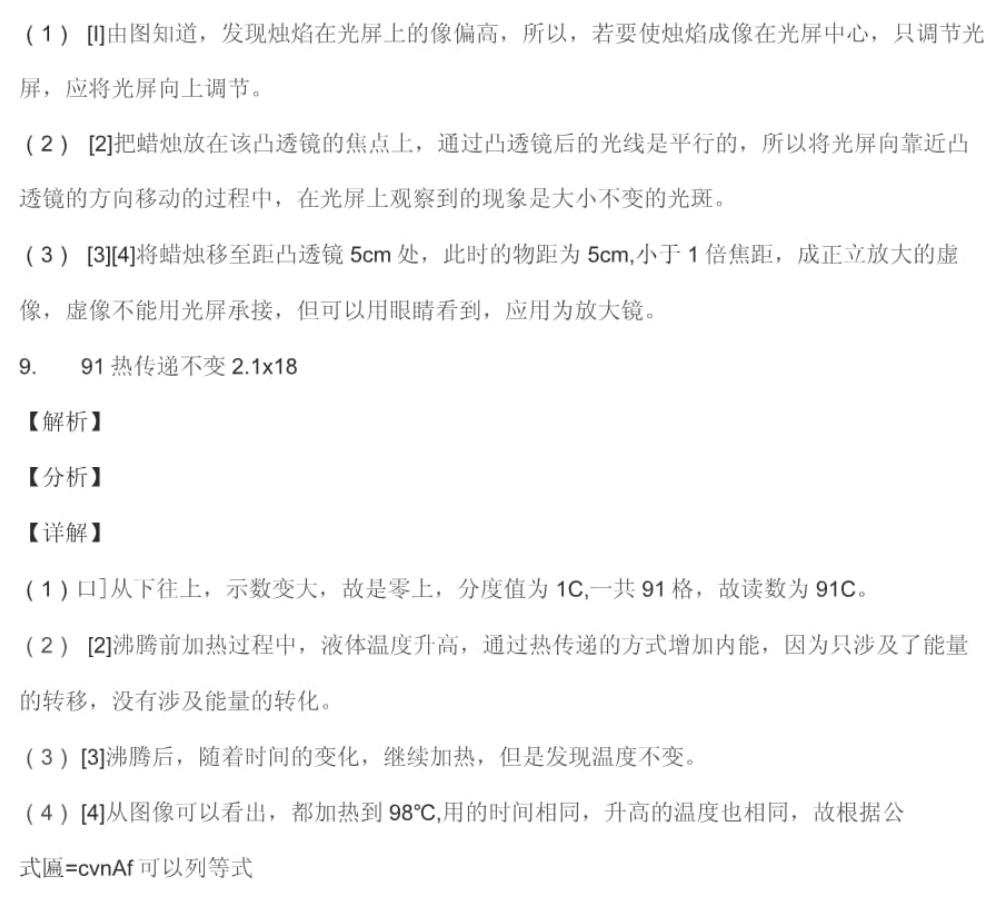 （1） [l]由图知道，发现烛焰在光屏上的像偏高，所以，若要使烛焰成像在光屏中心，只调节光
屏，应将光屏向上调节。
（2） [2]把蜡烛放在该凸透镜的焦点上，通过凸透镜后的光线是平行的，所以将光屏向靠近凸
透镜的方向移动的过程中，在光屏上观察到的现象是大小不变的光斑。
（3） [3][4]将蜡烛移至距凸透镜 5cm 处，此时的物距为 5cm,小于 1 倍焦距，成正立放大的虚
像，虚像不能用光屏承接，但可以用眼睛看到，应用为放大镜。
9. 91 热传递不变 2.1x18
【解析】
【分析】
【详解】
（1）口]从下往上，示数变大，故是零上，分度值为 1C,一共 91 格，故读数为 91C。
（2） [2]沸腾前加热过程中，液体温度升高，通过热传递的方式增加内能，因为只涉及了能量
的转移，没有涉及能量的转化。
（3）[3]沸腾后，随着时间的变化，继续加热，但是发现温度不变。
（4）[4]从图像可以看出，都加热到 98℃,用的时间相同，升高的温度也相同，故根据公
式匾=cvnAf 可以列等式